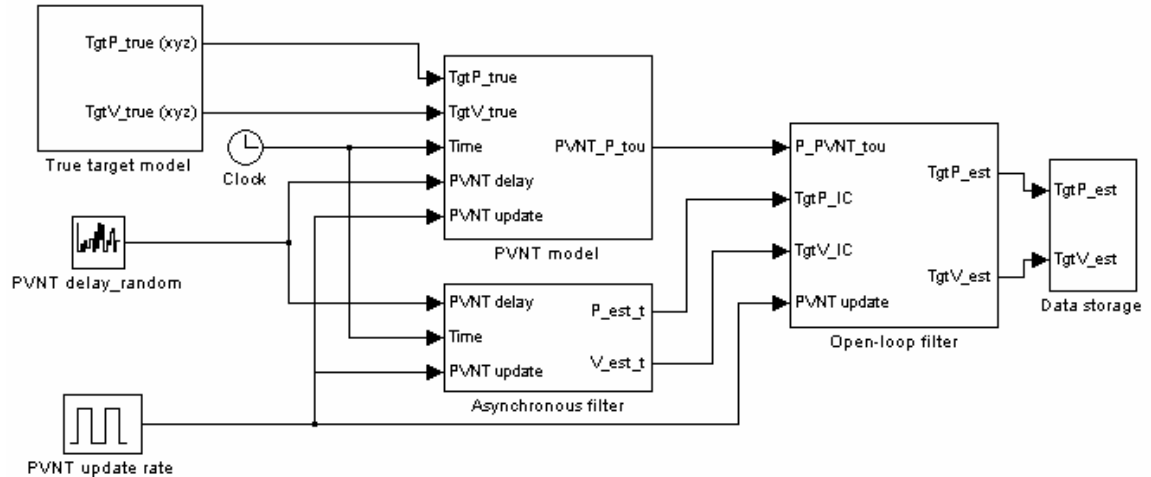 TgtP_true (xyz)
TgtV_true (xyz)
True target model
Clock
PVNT delay_random
PVNT update rate
TgtP_true
TgtV_true
Time
PVNT delay
PVNT update
PVNT_P_tou
PVNT model
PVNT delay
Time
PVNT update
P_est_t
V_est_t
Asynchronous filter
P_PVNT_tou
TgtP_IC
TgtV_IC
PVNT update
TgtP_est
TgtV_est
Open-loop filter
TgtP_est
TgtV_est
Data storage